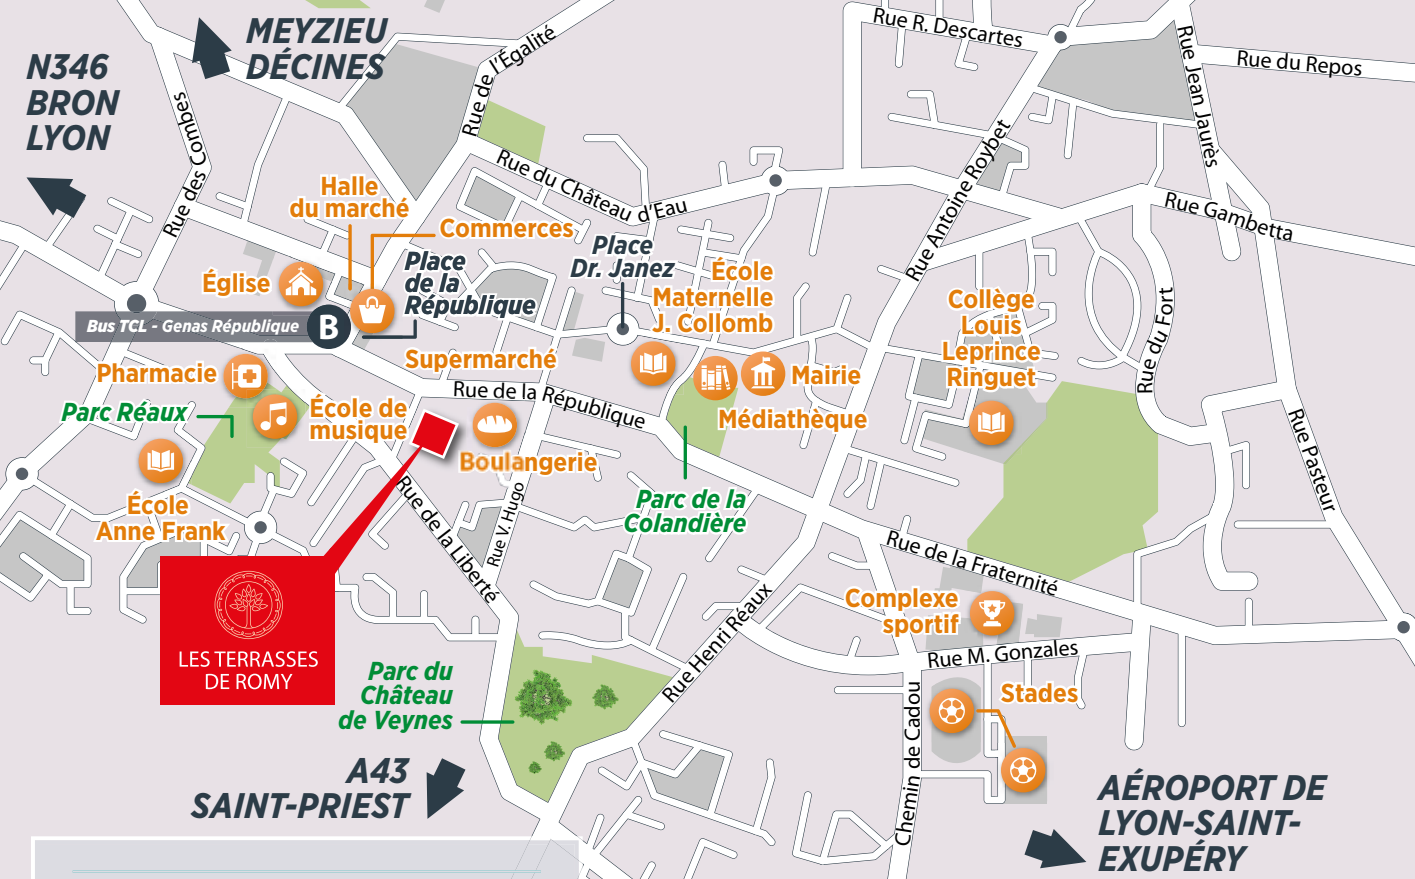 MEYZIEU
DÉCINES
N346
BRON
LYON
Rue des Combes
Rue de l'Égalité
Rue R. Descartes
Rue du Repos
Rue Jean Jaurès
Rue du Château d'Eau
Rue Antoine Roybet
Rue Gambetta
Halle
du marché
Commerces
Place
de la
République
Place
Dr. Janez
Église
Bus TCL - Genas République
B
École
Maternelle
J. Collomb
Collège
Louis
Leprince
Ringuet
Rue du Fort
Supermarché
Pharmacie
Rue de la République
Mairie
Médiathèque
Parc Réaux
École de
musique
Boulangerie
Rue Pasteur
École
Anne Frank
Rue de la Liberté
Rue V. Hugo
Parc de la
Colandière
Rue de la Fraternité
Complexe
sportif
Rue Henri Réaux
Rue M. Gonzales
LES TERRASSES
DE ROMY
Parc du
Château
de Veynes
Stades
Chemin de Cadou
A43
SAINT-PRIEST
AÉROPORT DE
LYON-SAINT-
EXUPÉRY